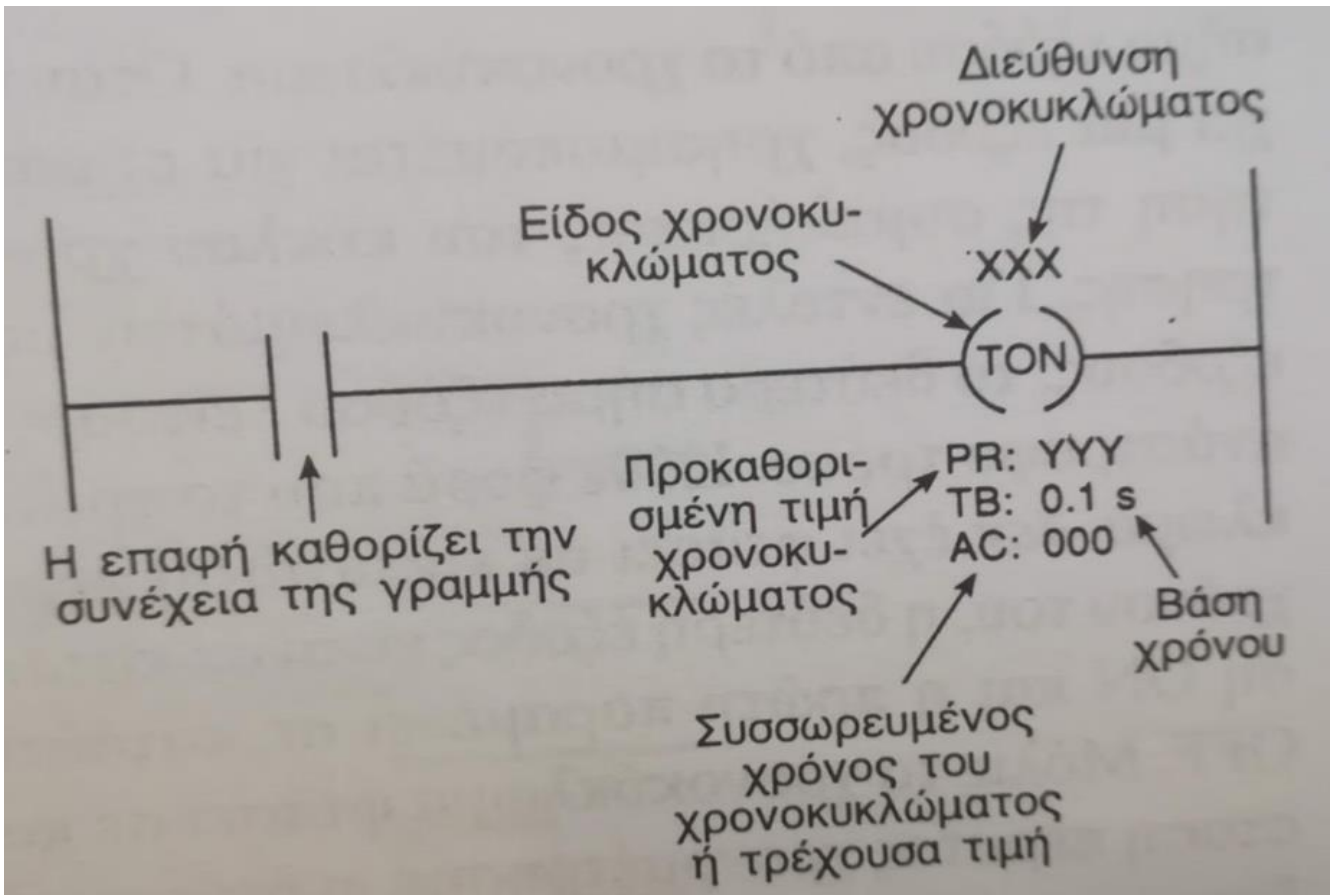 Διεύθυνση
χρονοκυκλώματος
Είδος χρονοκυ-
κλώματος
XXX
TON
Η επαφή καθορίζει την
συνέχεια της γραμμής
Προκαθορι-
σμένη τιμή
χρονοκυ-
κλώματος
PR: YYY
TB: 0.1 s
AC: 000
Βάση
χρόνου
Συσσωρευμένος
χρόνος του
χρονοκυκλώματος
ή τρέχουσα τιμή